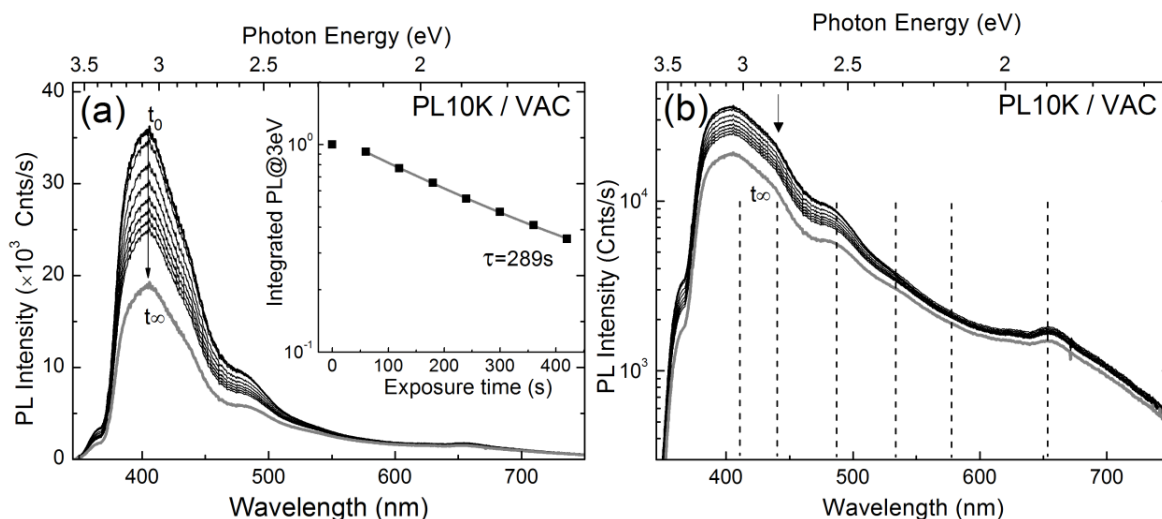 Photon Energy (eV)
3.5 3 2.5 2
40
30
20
10
0
PL Intensity (×10³ Cnts/s)
(a)
t₀
t∞
PL10K / VAC
Integrated PL@3eV
10⁰
10⁻¹
τ=289s
0 100 200 300 400
Exposure time (s)
400 500 600 700
Wavelength (nm)
Photon Energy (eV)
3.5 3 2.5 2
(b)
PL10K / VAC
t∞
10⁴
10³
PL Intensity (Cnts/s)
400 500 600 700
Wavelength (nm)